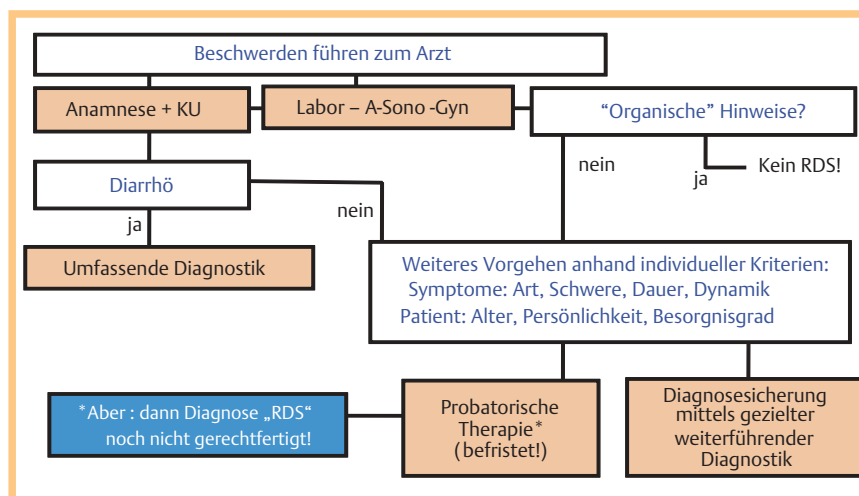 Beschwerden führen zum Arzt
Anamnese + KU
Labor – A-Sono -Gyn
“Organische” Hinweise?
nein
ja
Kein RDS!
Diarrhö
nein
ja
Umfassende Diagnostik
Weiteres Vorgehen anhand individueller Kriterien:
Symptome: Art, Schwere, Dauer, Dynamik
Patient: Alter, Persönlichkeit, Besorgnisgrad
*Aber : dann Diagnose „RDS“
noch nicht gerechtfertigt!
Probatorische
Therapie*
(befristet!)
Diagnosesicherung
mittels gezielter
weiterführender
Diagnostik